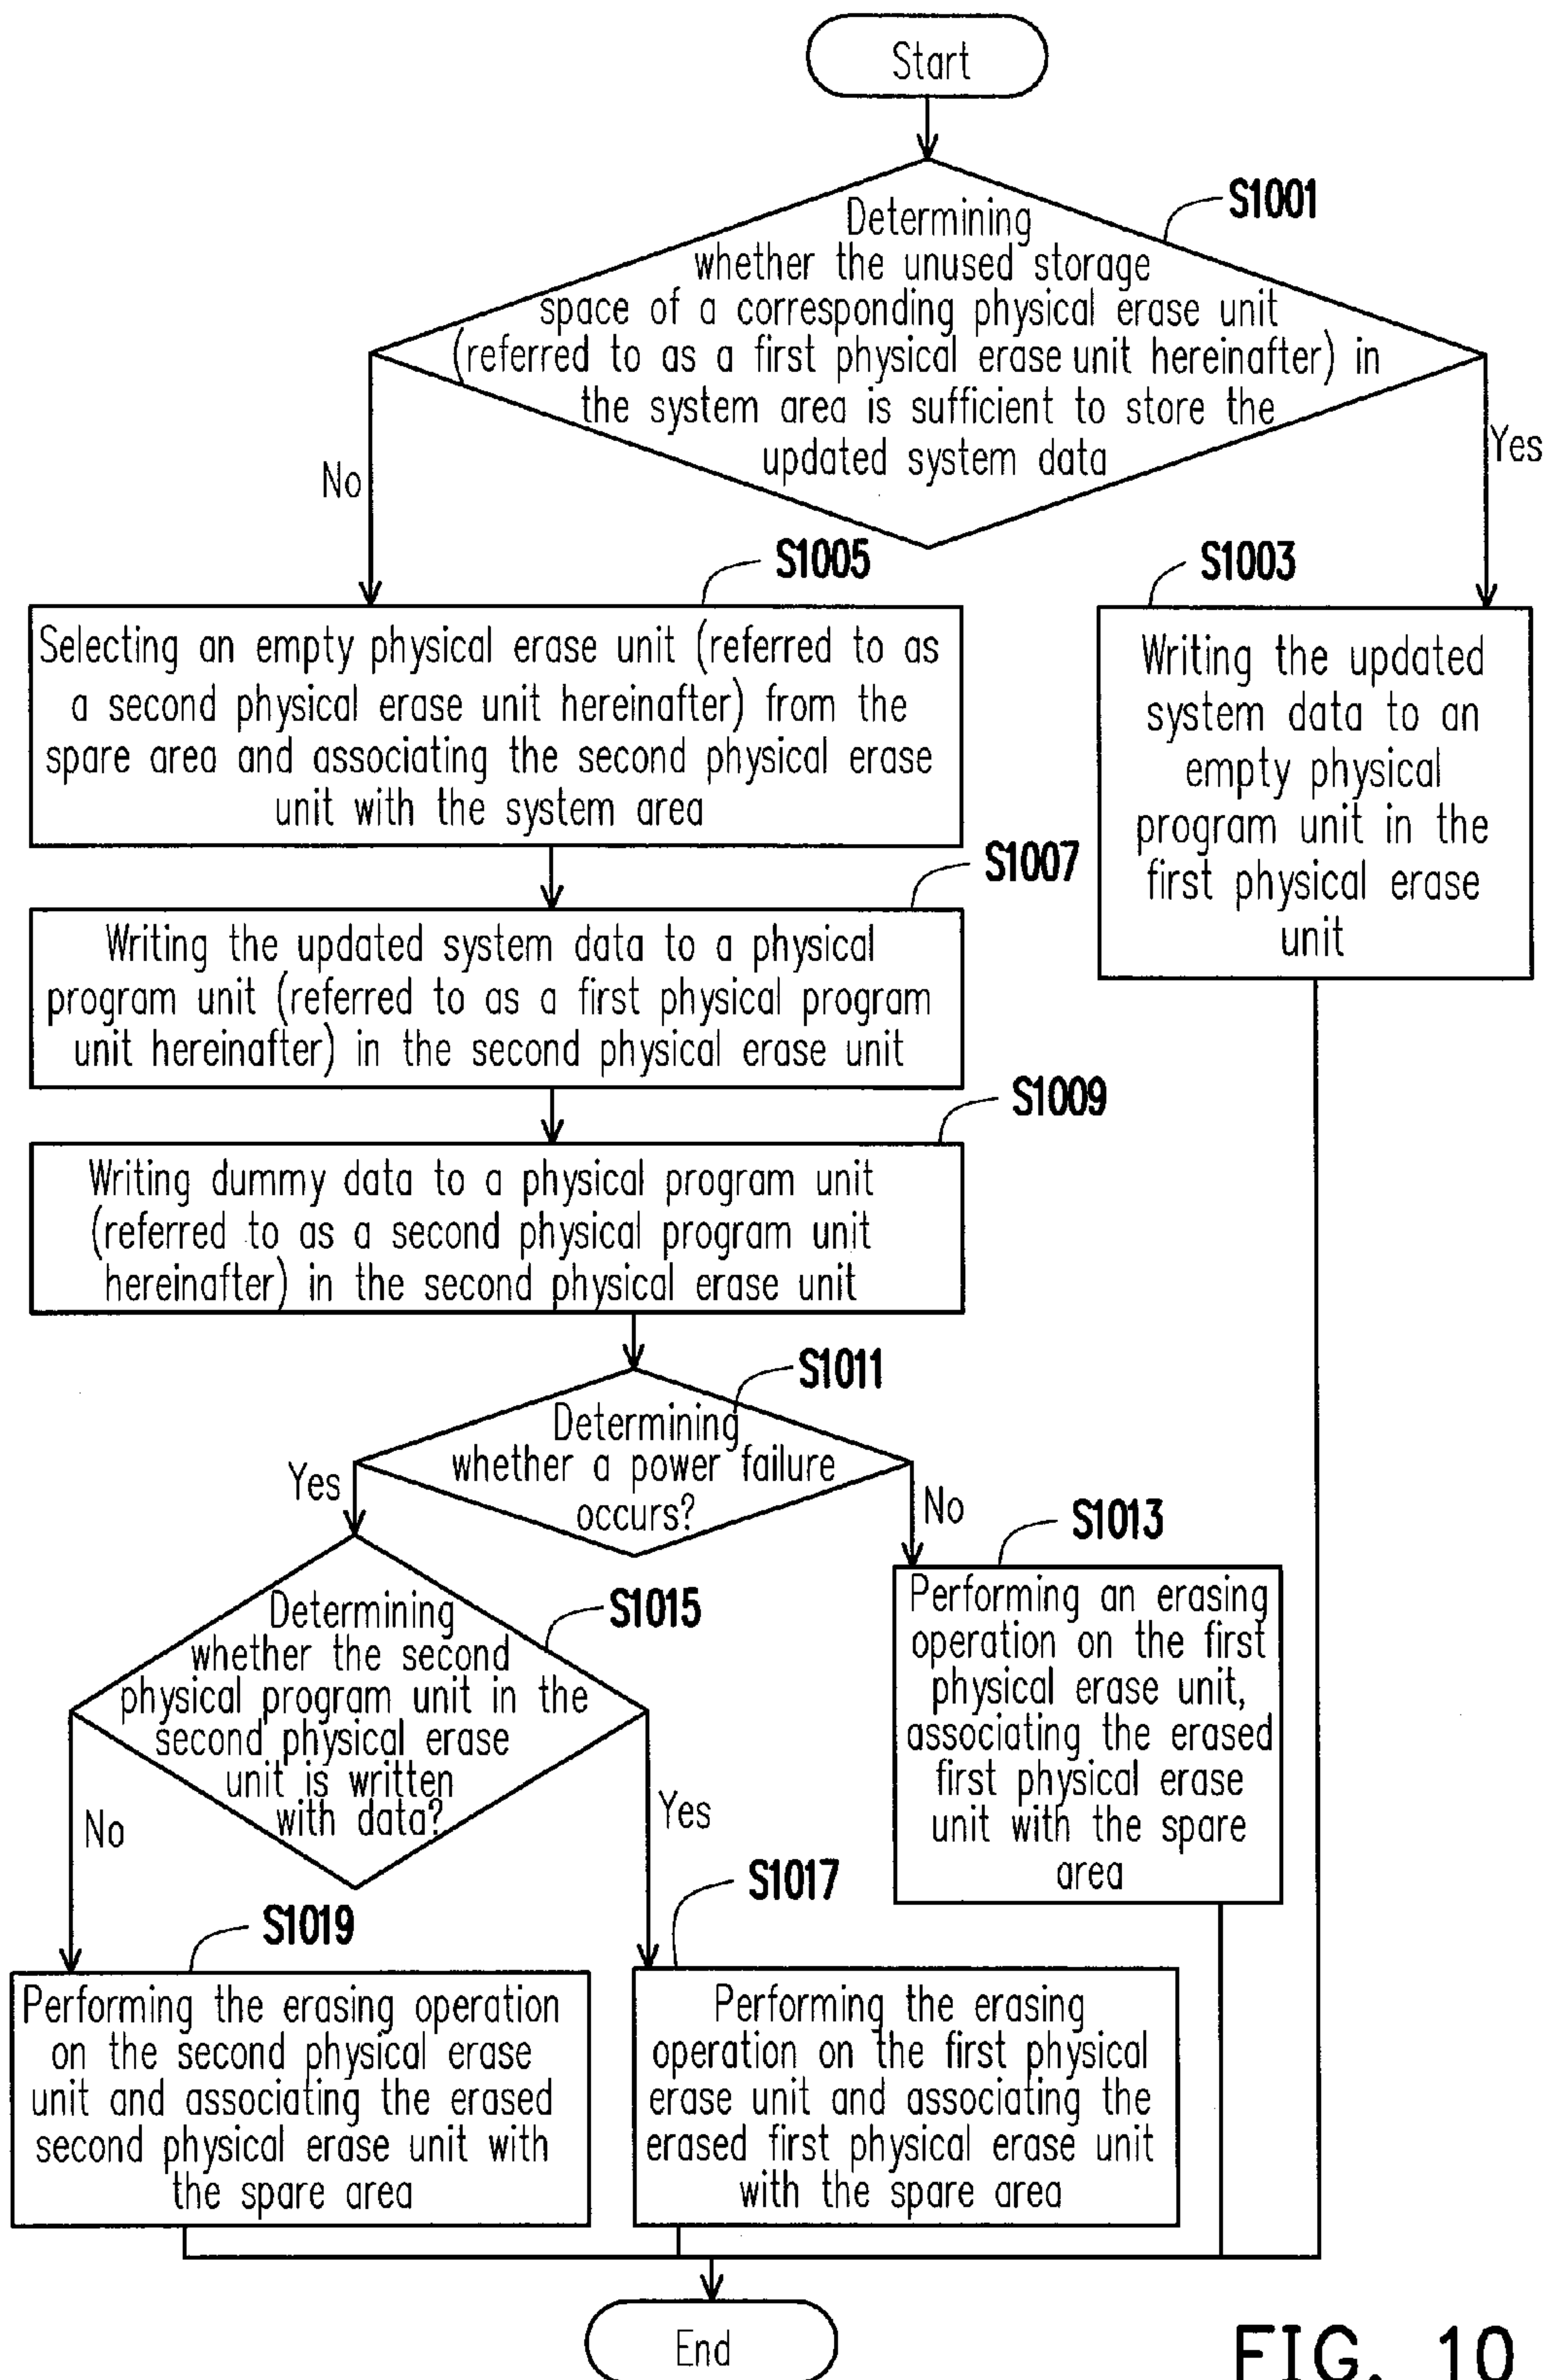 Start
S1001
Determining
whether the unused storage
space of a corresponding physical erase unit
(referred to as a first physical erase unit hereinafter) in
the system area is sufficient to store the
updated system data
No
Yes
S1005
Selecting an empty physical erase unit (referred to as
a second physical erase unit hereinafter) from the
spare area and associating the second physical erase
unit with the system area
S1003
Writing the updated
system data to an
empty physical
program unit in the
first physical erase
unit
S1007
Writing the updated system data to a physical
program unit (referred to as a first physical program
unit hereinafter) in the second physical erase unit
S1009
Writing dummy data to a physical program unit
(referred to as a second physical program unit
hereinafter) in the second physical erase unit
S1011
Determining
whether a power failure
occurs?
Yes
No
S1013
Performing an erasing
operation on the first
physical erase unit,
associating the erased
first physical erase
unit with the spare
area
S1015
Determining
whether the second
physical program unit in the
second physical erase
unit is written
with data?
No
Yes
S1019
Performing the erasing operation
on the second physical erase
unit and associating the erased
second physical erase unit with
the spare area
S1017
Performing the erasing
operation on the first physical
erase unit and associating the
erased first physical erase unit
with the spare area
End
FIG. 10